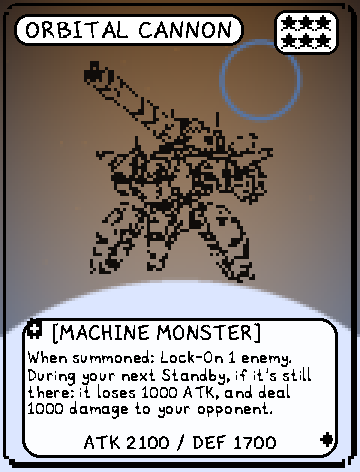 ORBITAL CANNON
[MACHINE MONSTER]
When summoned: Lock-On 1 enemy.
During your next Standby, if it's still
there: it loses 1000 ATK, and deal
1000 damage to your opponent.
ATK 2100 / DEF 1700